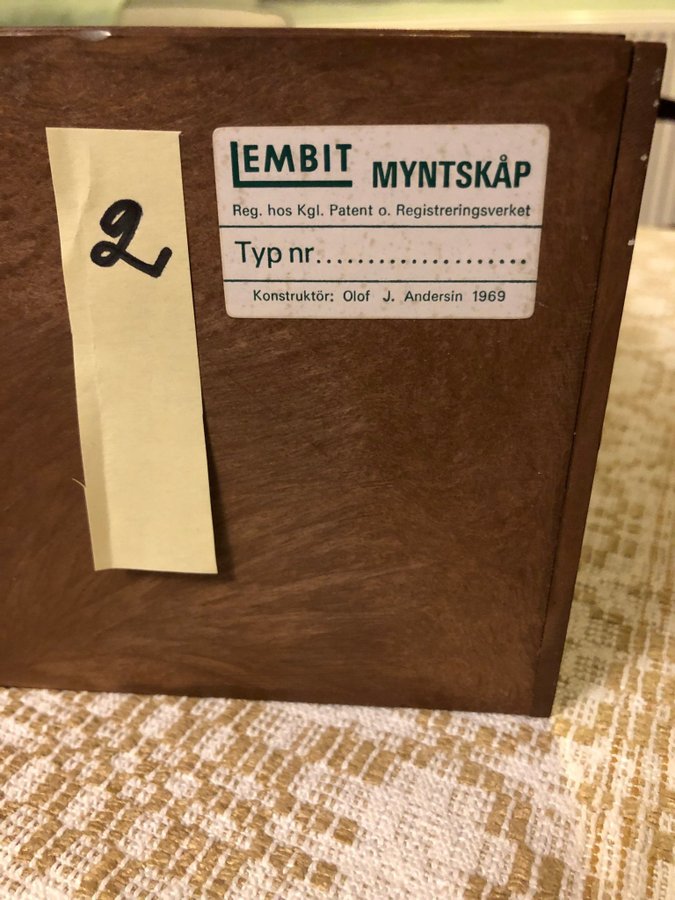 2
LEMBIT MYNTSKÅP
Reg. hos Kgl. Patent o. Registreringsverket
Typ nr....................
Konstruktör: Olof J. Andersin 1969